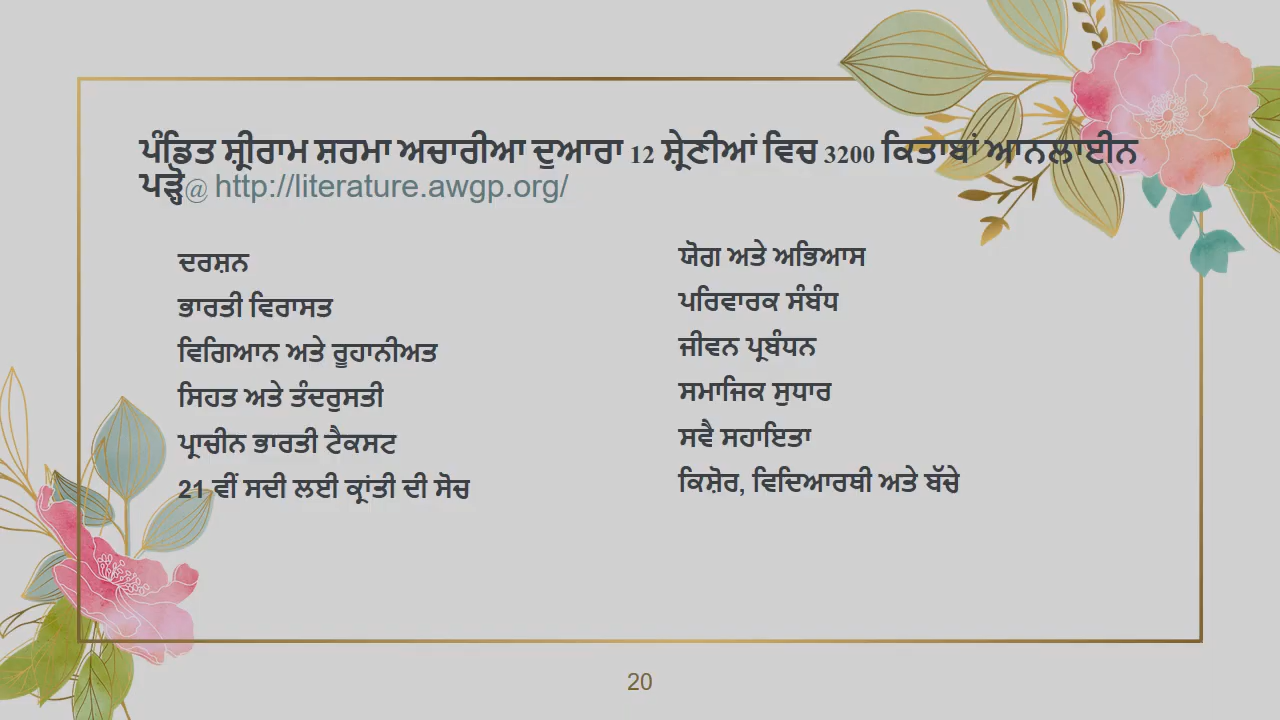 ਪੰਡਿਤ ਸ਼੍ਰੀਰਾਮ ਸ਼ਰਮਾ ਅਚਾਰੀਆ ਦੁਆਰਾ 12 ਸ਼੍ਰੇਣੀਆਂ ਵਿਚ 3200 ਕਿਤਾਬਾਂ ਆਨਲਾਈਨ
ਪੜ੍ਹੋ@ http://literature.awgp.org/
ਦਰਸ਼ਨ
ਭਾਰਤੀ ਵਿਰਾਸਤ
ਵਿਗਿਆਨ ਅਤੇ ਰੂਹਾਨੀਅਤ
ਸਿਹਤ ਅਤੇ ਤੰਦਰੁਸਤੀ
ਪ੍ਰਾਚੀਨ ਭਾਰਤੀ ਟੈਕਸਟ
21 ਵੀਂ ਸਦੀ ਲਈ ਕ੍ਰਾਂਤੀ ਦੀ ਸੋਚ
ਯੋਗ ਅਤੇ ਅਭਿਆਸ
ਪਰਿਵਾਰਕ ਸੰਬੰਧ
ਜੀਵਨ ਪ੍ਰਬੰਧਨ
ਸਮਾਜਿਕ ਸੁਧਾਰ
ਸਵੈ ਸਹਾਇਤਾ
ਕਿਸ਼ੋਰ, ਵਿਦਿਆਰਥੀ ਅਤੇ ਬੱਚੇ
20